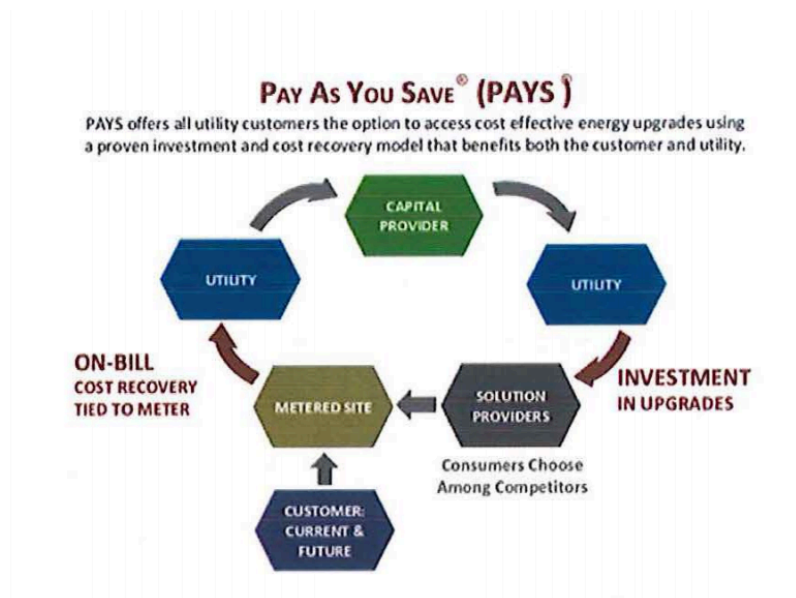 PAY AS YOU SAVE® (PAYS®)
PAYS offers all utility customers the option to access cost effective energy upgrades using
a proven investment and cost recovery model that benefits both the customer and utility.
CAPITAL
PROVIDER
UTILITY
UTILITY
ON-BILL
COST RECOVERY
TIED TO METER
METERED SITE
SOLUTION
PROVIDERS
INVESTMENT
IN UPGRADES
Consumers Choose
Among Competitors
CUSTOMER:
CURRENT &
FUTURE